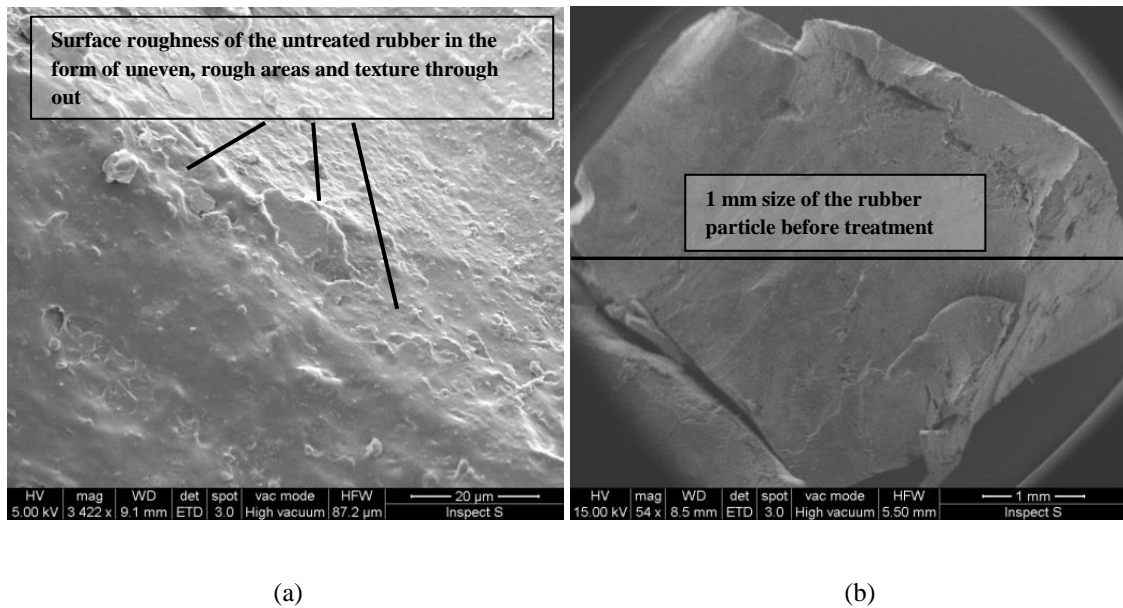 Surface roughness of the untreated rubber in the
form of uneven, rough areas and texture through
out
1 mm size of the rubber
particle before treatment
HV mag WD det spot vac mode HFW 20 µm
5.00 kV 3 422 x 9.1 mm ETD 3.0 High vacuum 87.2 µm Inspect S
HV mag WD det spot vac mode HFW 1 mm
15.00 kV 54 x 8.5 mm ETD 3.0 High vacuum 5.50 mm Inspect S
(a)
(b)